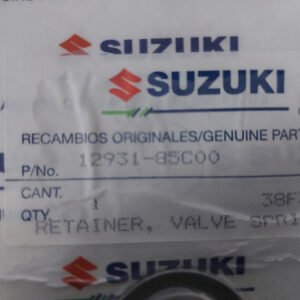 SUZUKI
SUZUKI
RECAMBIOS ORIGINALES/GENUINE PART
P/No. 12931-85C00
CANT. 1 38F
QTY.
RETAINER, VALVE SPRI
SUZUKI